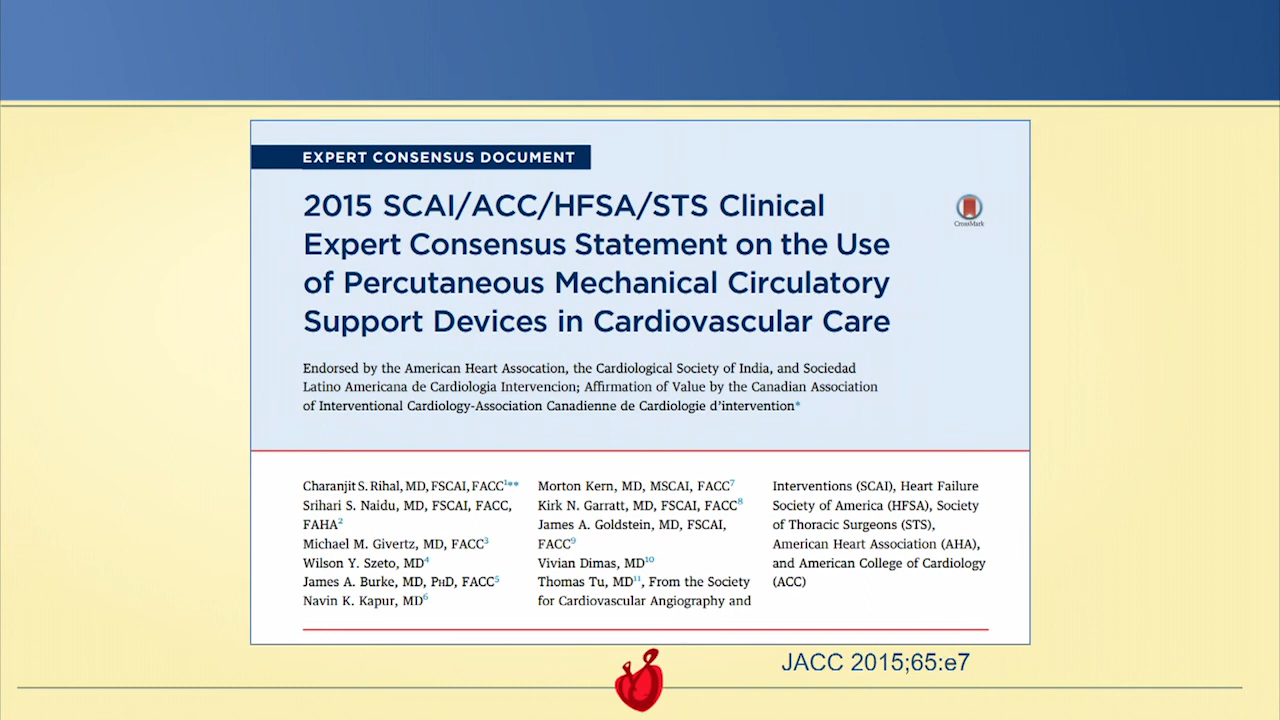 EXPERT CONSENSUS DOCUMENT
2015 SCAI/ACC/HFSA/STS Clinical
Expert Consensus Statement on the Use
of Percutaneous Mechanical Circulatory
Support Devices in Cardiovascular Care
CrossMark
Endorsed by the American Heart Assocation, the Cardiological Society of India, and Sociedad
Latino Americana de Cardiologia Intervencion; Affirmation of Value by the Canadian Association
of Interventional Cardiology-Association Canadienne de Cardiologie d’intervention*
Charanjit S. Rihal, MD, FSCAI, FACC¹**
Srihari S. Naidu, MD, FSCAI, FACC,
FAHA²
Michael M. Givertz, MD, FACC³
Wilson Y. Szeto, MD⁴
James A. Burke, MD, PHD, FACC⁵
Navin K. Kapur, MD⁶
Morton Kern, MD, MSCAI, FACC⁷
Kirk N. Garratt, MD, FSCAI, FACC⁸
James A. Goldstein, MD, FSCAI,
FACC⁹
Vivian Dimas, MD¹⁰
Thomas Tu, MD¹¹, From the Society
for Cardiovascular Angiography and
Interventions (SCAI), Heart Failure
Society of America (HFSA), Society
of Thoracic Surgeons (STS),
American Heart Association (AHA),
and American College of Cardiology
(ACC)
JACC 2015;65:e7